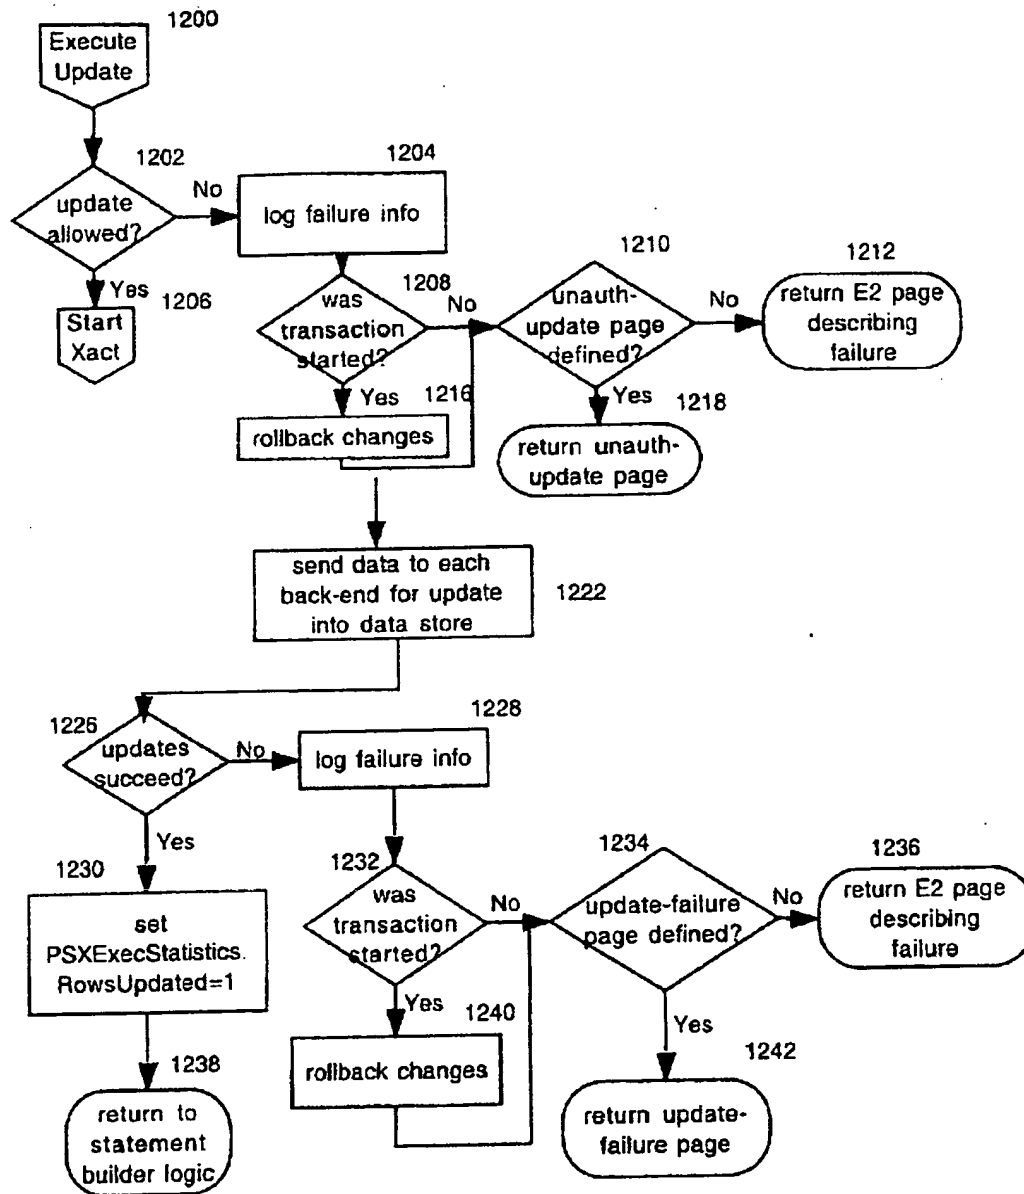 1200
Execute
Update
1202
1204
update
allowed?
No
log failure info
Yes
1206
Start
Xact
1208
was
transaction
started?
No
1210
unauth-
update page
defined?
No
1212
return E2 page
describing
failure
Yes
1216
rollback changes
Yes
1218
return unauth-
update page
send data to each
back-end for update
into data store
1222
1226
updates
succeed?
No
1228
log failure info
Yes
1230
set
PSXExecStatistics.
RowsUpdated=1
1232
was
transaction
started?
No
1234
update-failure
page defined?
No
1236
return E2 page
describing
failure
Yes
1240
rollback changes
Yes
1242
return update-
failure page
1238
return to
statement
builder logic